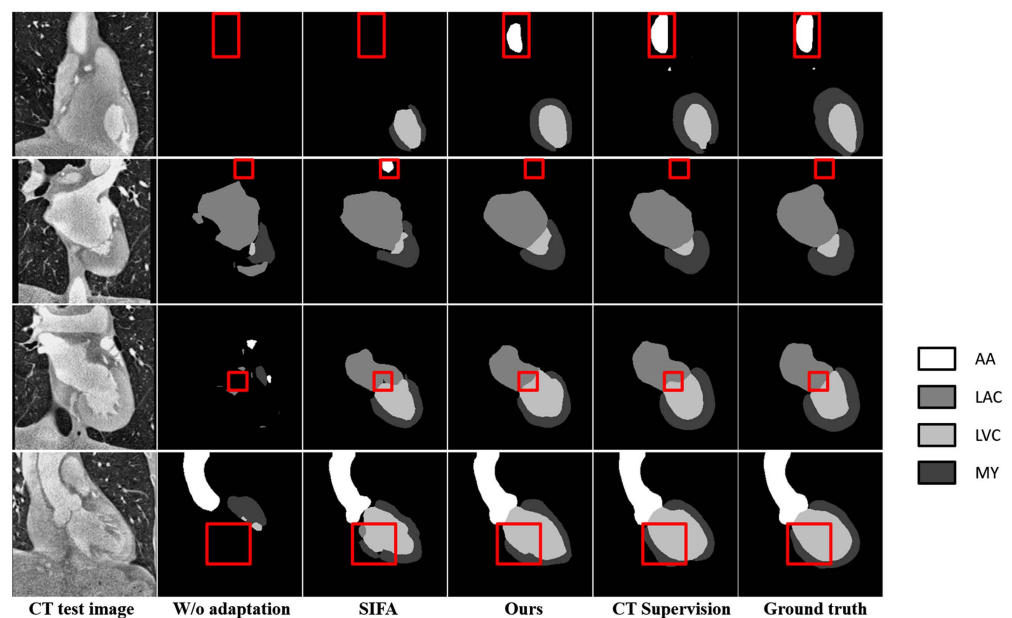 AA
LAC
LVC
MY
CT test image W/o adaptation SIFA Ours CT Supervision Ground truth